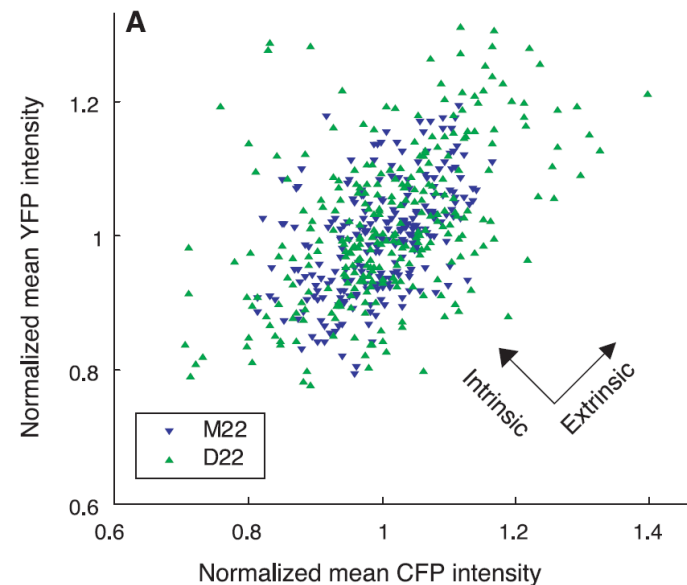 A
Normalized mean YFP intensity
1.2
1
0.8
0.6
Intrinsic
Extrinsic
M22
D22
0.6
0.8
1
1.2
1.4
Normalized mean CFP intensity